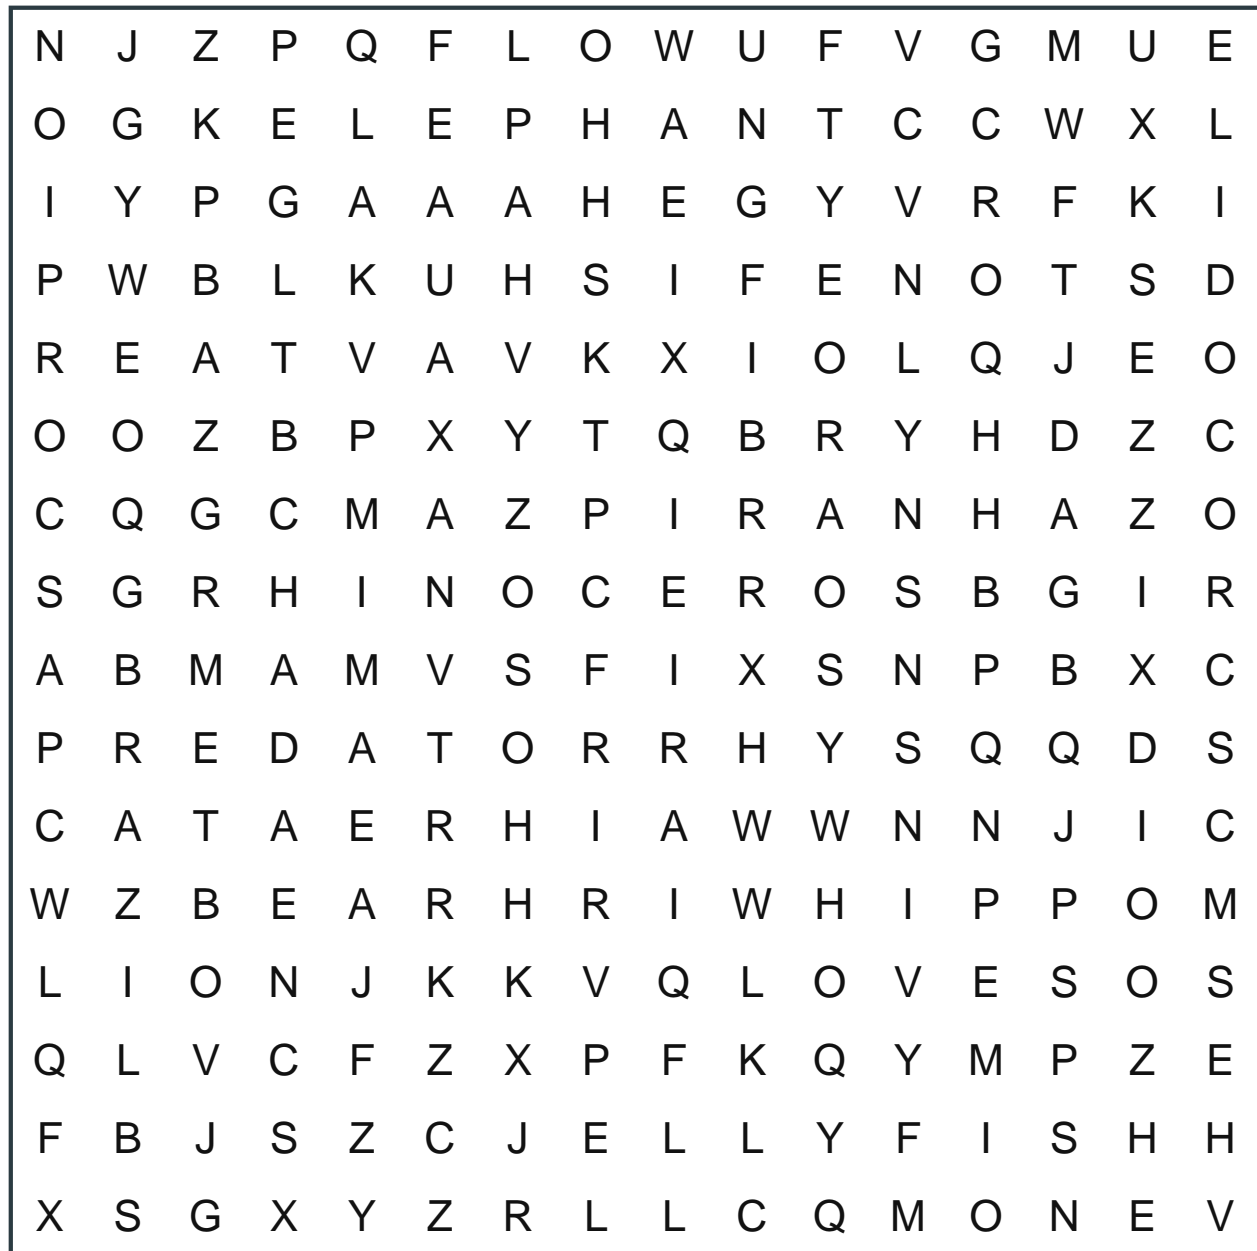 N J Z P Q F L O W U F V G M U E
O G K E L E P H A N T C C W X L
I Y P G A A A H E G Y V R F K I
P W B L K U H S I F E N O T S D
R E A T V A V K X I O L Q J E O
O O Z B P X Y T Q B R Y H D Z C
C Q G C M A Z P I R A N H A Z O
S G R H I N O C E R O S B G I R
A B M A M V S F I X S N P B X C
P R E D A T O R R H Y S Q Q D S
C A T A E R H I A W W N N J I C
W Z B E A R H R I W H I P P O M
L I O N J K K V Q L O V E S O S
Q L V C F Z X P F K Q Y M P Z E
F B J S Z C J E L L Y F I S H H
X S G X Y Z R L L C Q M O N E V